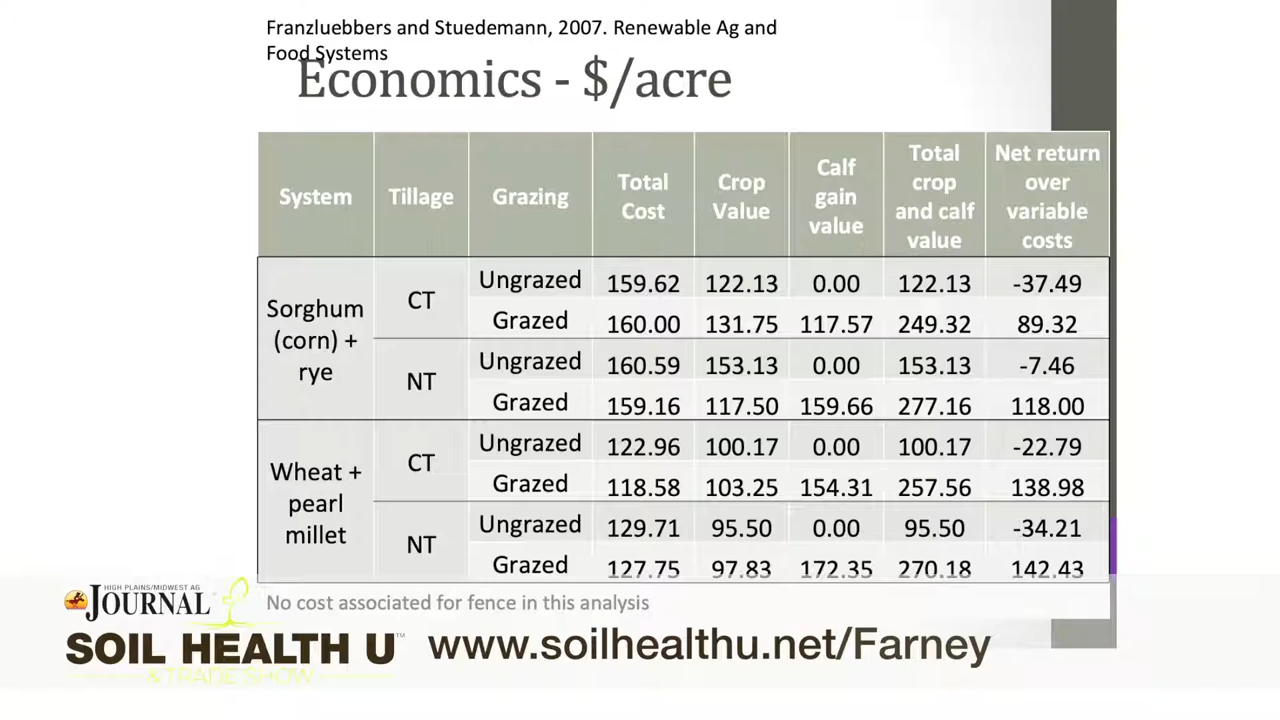 Franzluebbers and Stuedemann, 2007. Renewable Ag and
Food Systems
Economics - $/acre
System Tillage Grazing Total Cost Crop Value Calf gain value Total crop and calf value Net return over variable costs
Sorghum (corn) + rye CT Ungrazed 159.62 122.13 0.00 122.13 -37.49
Grazed 160.00 131.75 117.57 249.32 89.32
NT Ungrazed 160.59 153.13 0.00 153.13 -7.46
Grazed 159.16 117.50 159.66 277.16 118.00
Wheat + pearl millet CT Ungrazed 122.96 100.17 0.00 100.17 -22.79
Grazed 118.58 103.25 154.31 257.56 138.98
NT Ungrazed 129.71 95.50 0.00 95.50 -34.21
Grazed 127.75 97.83 172.35 270.18 142.43
No cost associated for fence in this analysis
HIGH PLAINS/MIDWEST AG
JOURNAL
SOIL HEALTH U™
& TRADE SHOW
www.soilhealthu.net/Farney